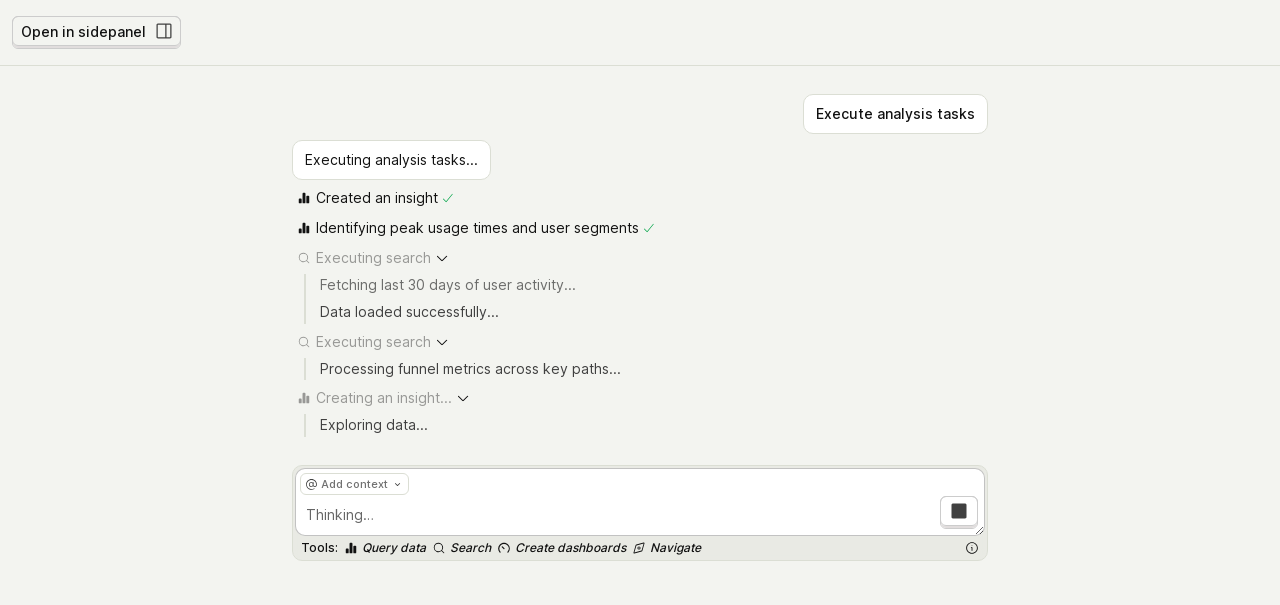 Open in sidepanel
Execute analysis tasks
Executing analysis tasks...
Created an insight
Identifying peak usage times and user segments
Executing search
Fetching last 30 days of user activity...
Data loaded successfully...
Executing search
Processing funnel metrics across key paths...
Creating an insight...
Exploring data...
@ Add context
Thinking...
Tools: Query data Search Create dashboards Navigate